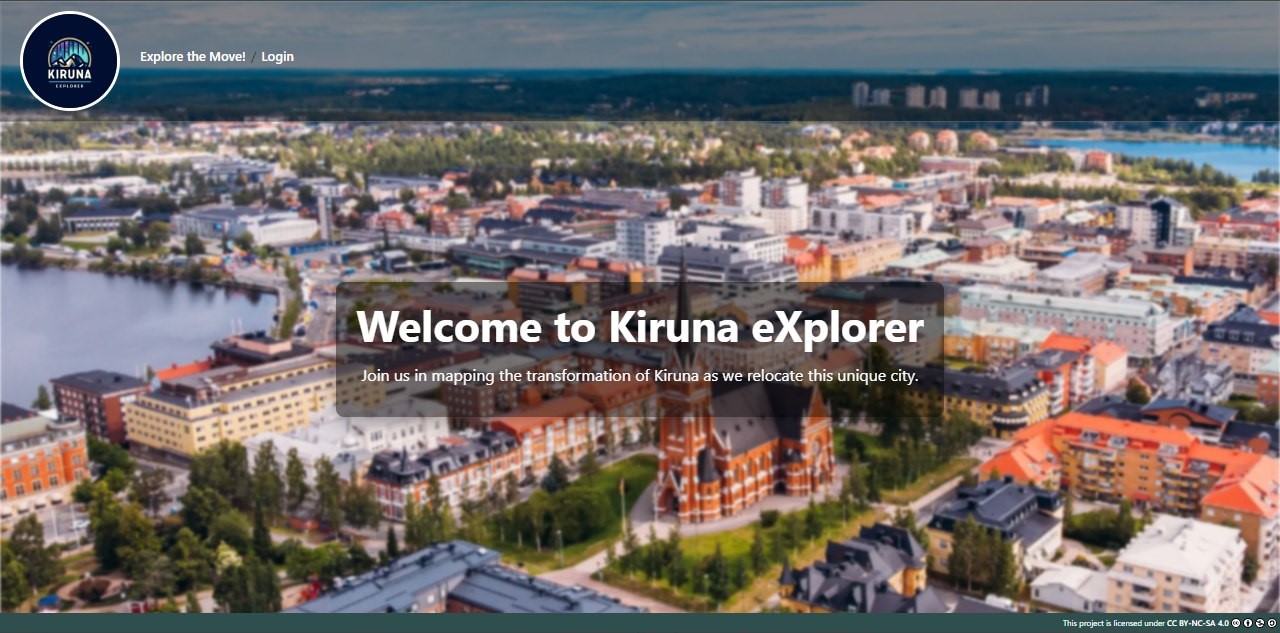 KIRUNA
EXPLORER
Explore the Move! / Login
Welcome to Kiruna eXplorer
Join us in mapping the transformation of Kiruna as we relocate this unique city.
This project is licensed under CC BY-NC-SA 4.0